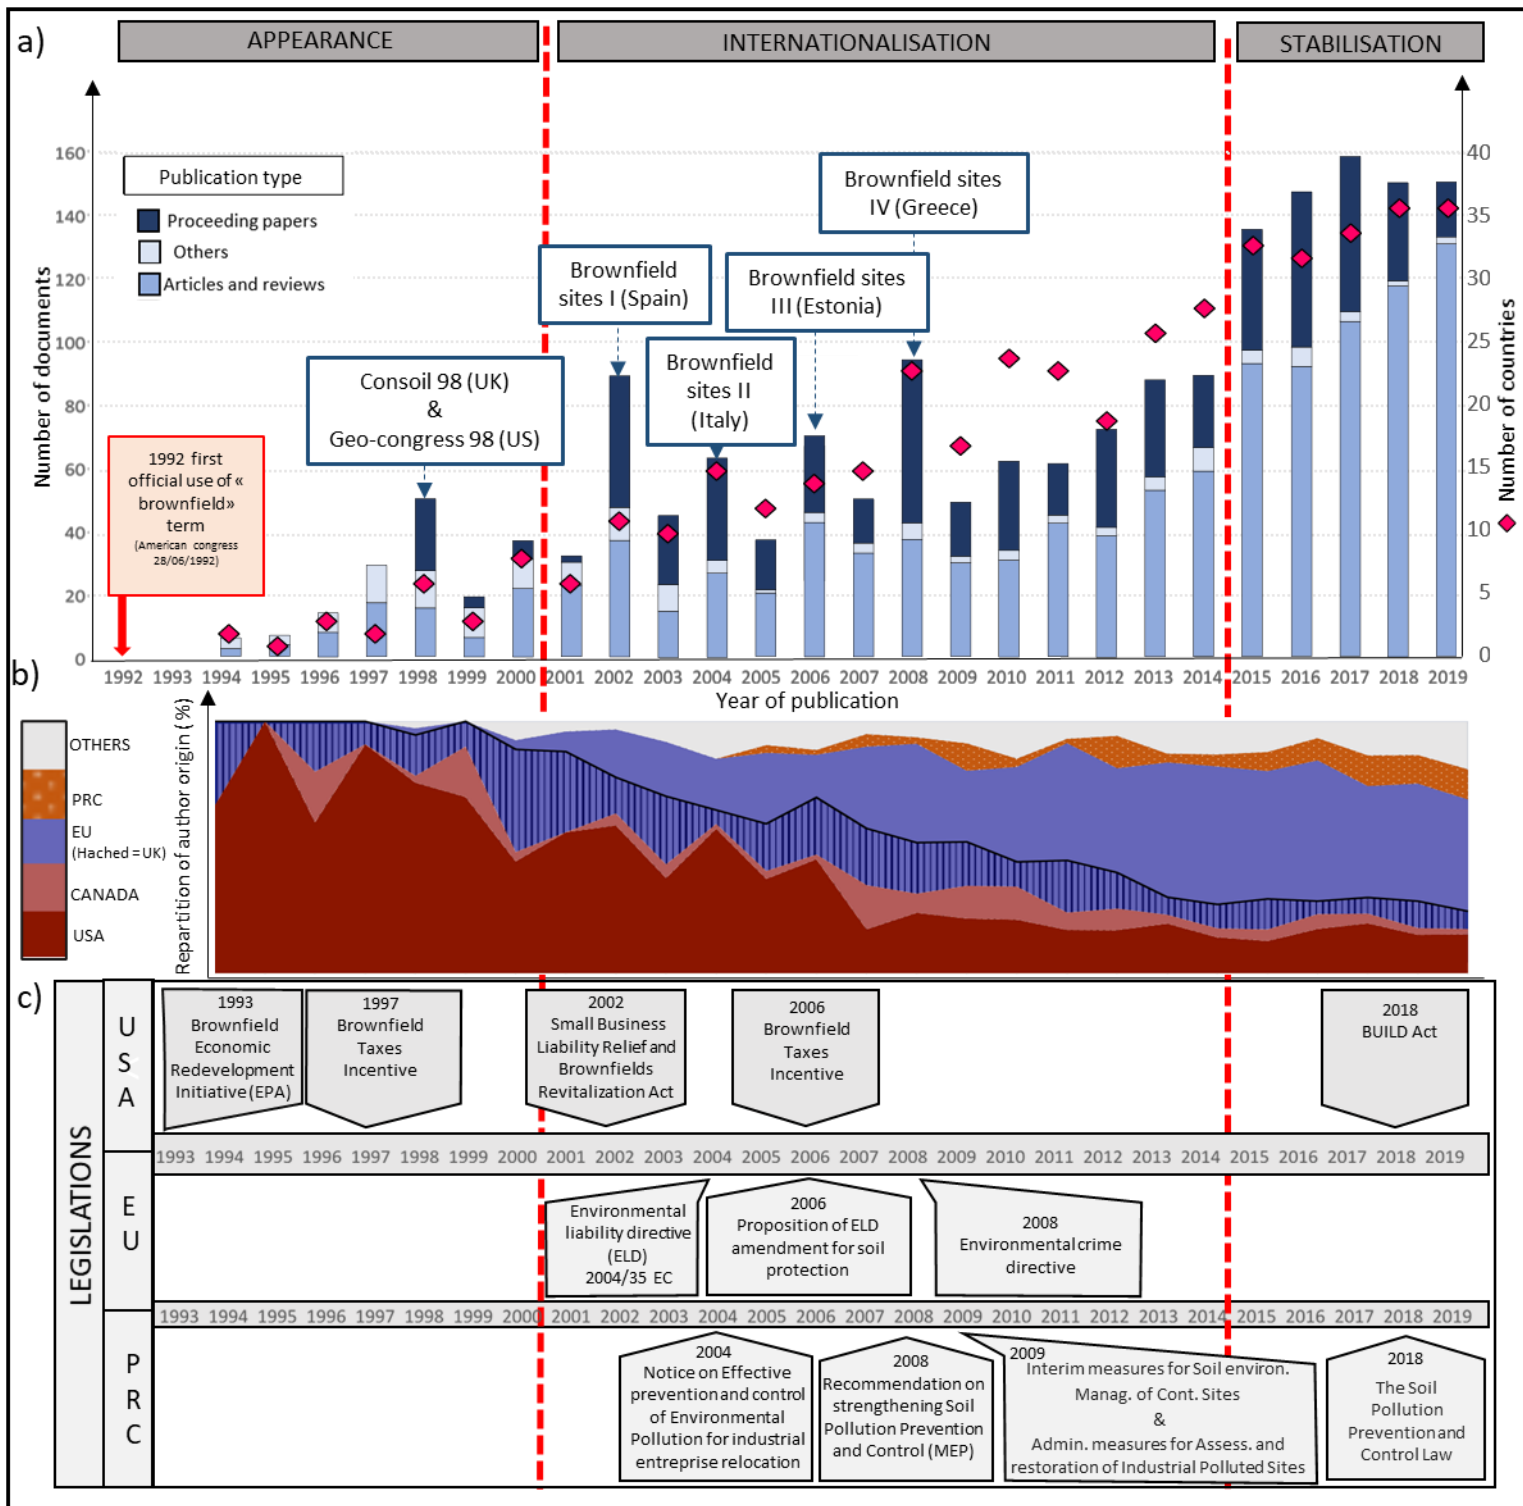 a)
APPEARANCE
INTERNATIONALISATION
STABILISATION
Number of documents
160
140
120
100
80
60
40
20
0
Publication type
Proceeding papers
Others
Articles and reviews
1992 first
official use of «
brownfield»
term
(American congress
28/06/1992)
Consoil 98 (UK)
&
Geo-congress 98 (US)
Brownfield
sites I (Spain)
Brownfield
sites II
(Italy)
Brownfield sites
III (Estonia)
Brownfield sites
IV (Greece)
40
35
30
25
20
15
10
5
0
Number of countries
1992 1993 1994 1995 1996 1997 1998 1999 2000 2001 2002 2003 2004 2005 2006 2007 2008 2009 2010 2011 2012 2013 2014 2015 2016 2017 2018 2019
Year of publication
b)
OTHERS
PRC
EU
(Hached = UK)
CANADA
USA
Repartition of author origin ( %)
c)
LEGISLATIONS
USA
1993
Brownfield
Economic
Redevelopment
Initiative (EPA)
1997
Brownfield
Taxes
Incentive
2002
Small Business
Liability Relief and
Brownfields
Revitalization Act
2006
Brownfield
Taxes
Incentive
2018
BUILD Act
1993 1994 1995 1996 1997 1998 1999 2000 2001 2002 2003 2004 2005 2006 2007 2008 2009 2010 2011 2012 2013 2014 2015 2016 2017 2018 2019
EU
Environmental
liability directive
(ELD)
2004/35 EC
2006
Proposition of ELD
amendment for soil
protection
2008
Environmental crime
directive
1993 1994 1995 1996 1997 1998 1999 2000 2001 2002 2003 2004 2005 2006 2007 2008 2009 2010 2011 2012 2013 2014 2015 2016 2017 2018 2019
PRC
2004
Notice on Effective
prevention and control
of Environmental
Pollution for industrial
entreprise relocation
2008
Recommendation on
strengthening Soil
Pollution Prevention
and Control (MEP)
2009
Interim measures for Soil environ.
Manag. of Cont. Sites
&
Admin. measures for Assess. and
restoration of Industrial Polluted Sites
2018
The Soil
Pollution
Prevention and
Control Law